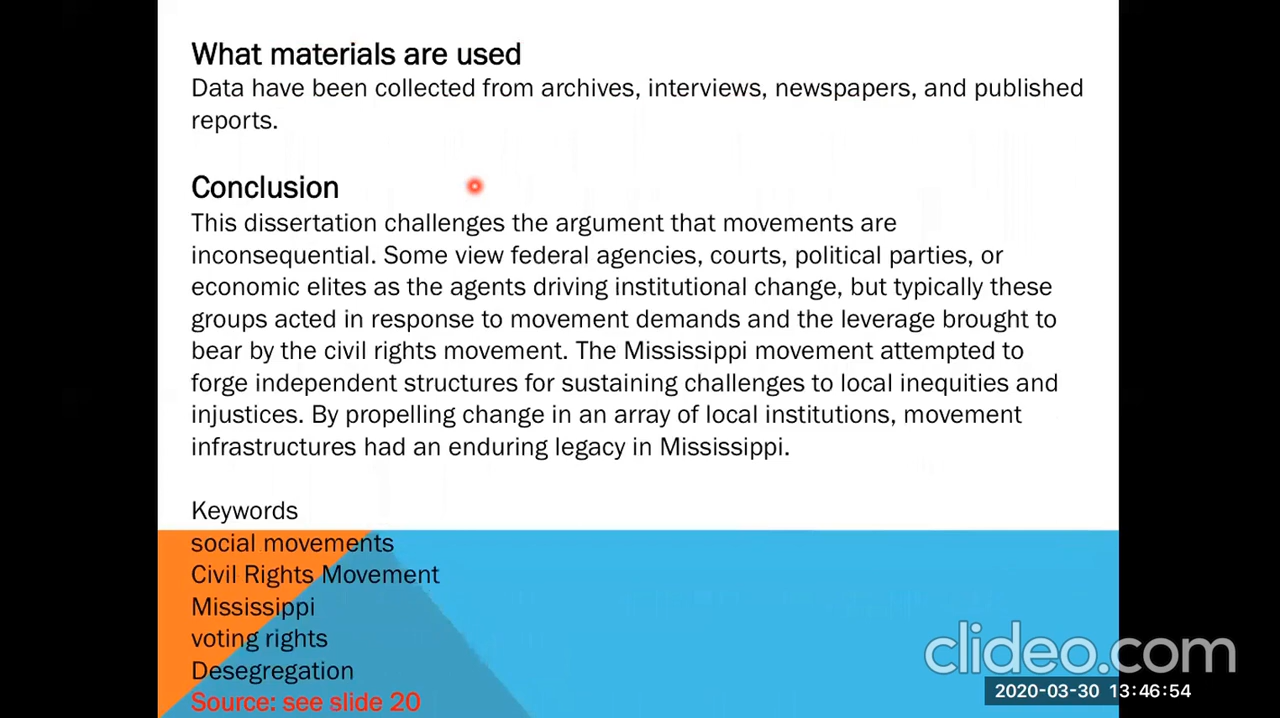 What materials are used
Data have been collected from archives, interviews, newspapers, and published
reports.
Conclusion
This dissertation challenges the argument that movements are
inconsequential. Some view federal agencies, courts, political parties, or
economic elites as the agents driving institutional change, but typically these
groups acted in response to movement demands and the leverage brought to
bear by the civil rights movement. The Mississippi movement attempted to
forge independent structures for sustaining challenges to local inequities and
injustices. By propelling change in an array of local institutions, movement
infrastructures had an enduring legacy in Mississippi.
Keywords
social movements
Civil Rights Movement
Mississippi
voting rights
Desegregation
Source: see slide 20
clideo.com
2020-03-30 13:46:54